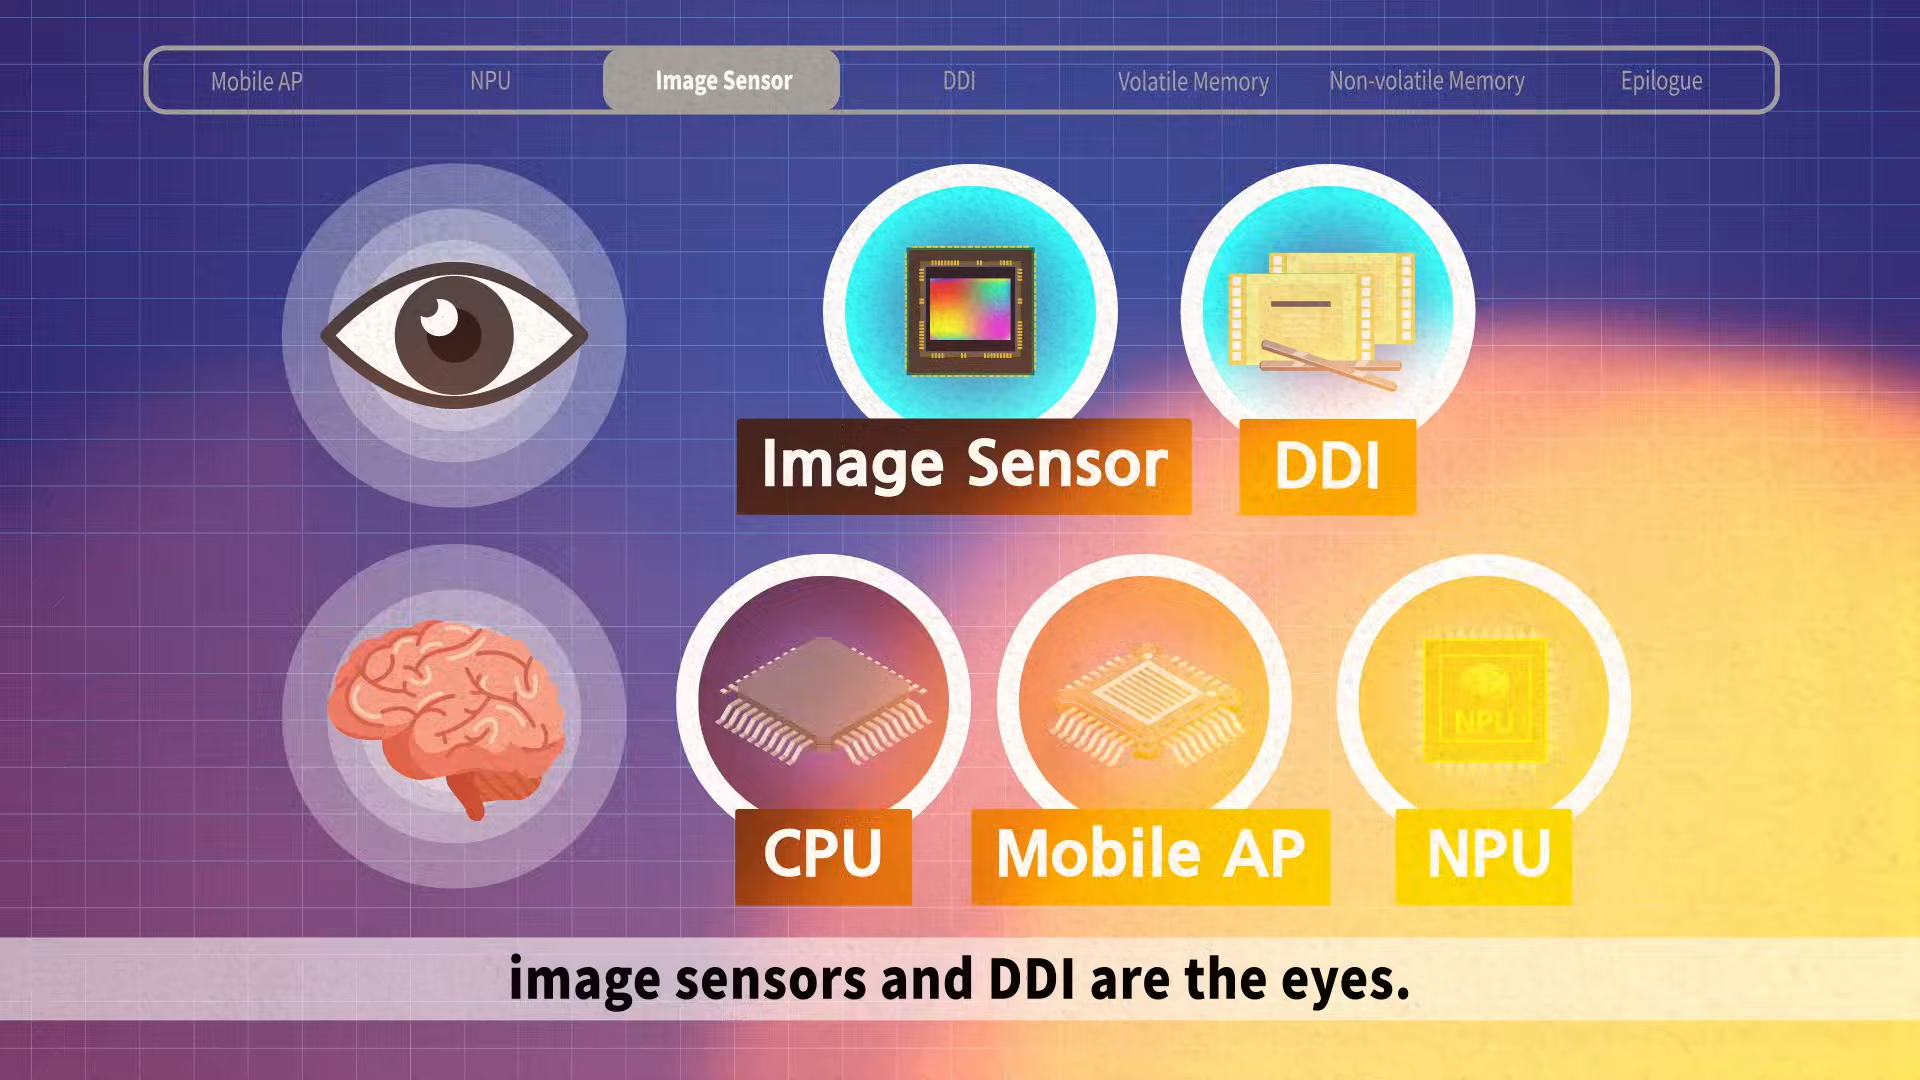 Mobile AP
NPU
Image Sensor
DDI
Volatile Memory
Non-volatile Memory
Epilogue
Image Sensor
DDI
NPU
CPU
Mobile AP
NPU
image sensors and DDI are the eyes.